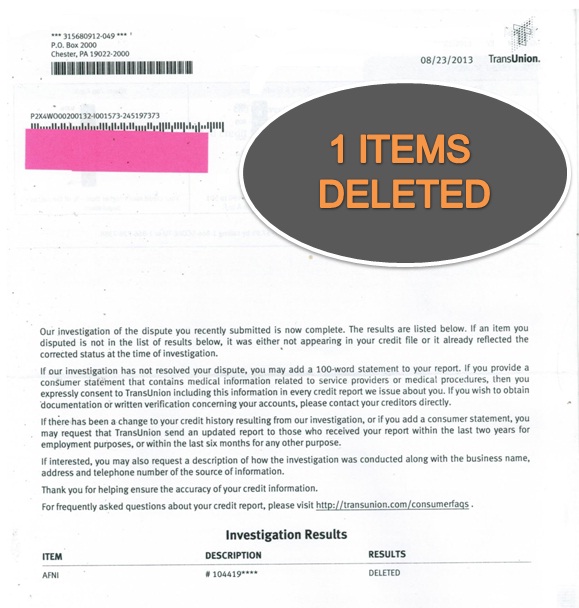 *** 315680912-049 ***
P.O. Box 2000
Chester, PA 19022-2000
08/23/2013 TransUnion.
P2X4WO00200132-I001573-245197373
1 ITEMS
DELETED
Our investigation of the dispute you recently submitted is now complete. The results are listed below. If an item you
disputed is not in the list of results below, it was either not appearing in your credit file or it already reflected the
corrected status at the time of investigation.
If our investigation has not resolved your dispute, you may add a 100-word statement to your report. If you provide a
consumer statement that contains medical information related to service providers or medical procedures, then you
expressly consent to TransUnion including this information in every credit report we issue about you. If you wish to obtain
documentation or written verification concerning your accounts, please contact your creditors directly.
If there has been a change to your credit history resulting from our investigation, or if you add a consumer statement, you
may request that TransUnion send an updated report to those who received your report within the last two years for
employment purposes, or within the last six months for any other purpose.
If interested, you may also request a description of how the investigation was conducted along with the business name,
address and telephone number of the source of information.
Thank you for helping ensure the accuracy of your credit information.
For frequently asked questions about your credit report, please visit http://transunion.com/consumerfaqs .
Investigation Results
ITEM DESCRIPTION RESULTS
AFNI # 104419**** DELETED